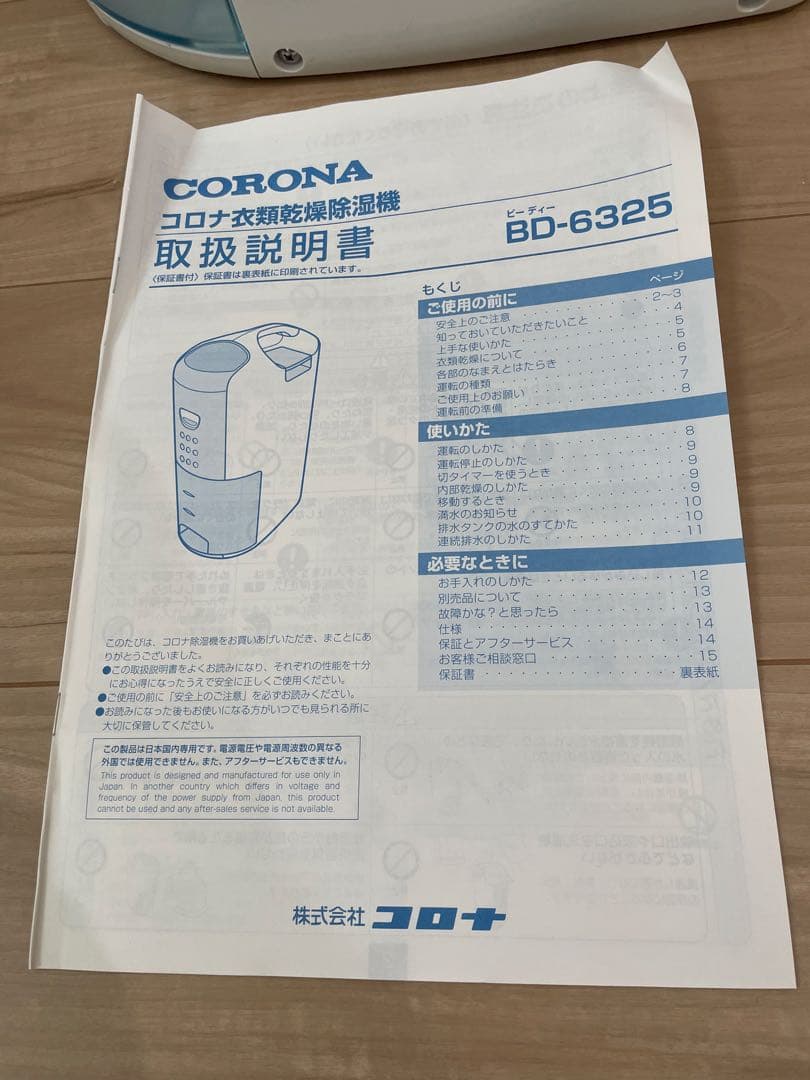 CORONA
コロナ衣類乾燥除湿機
取扱説明書
〈保証書付〉保証書は裏表紙に印刷されています。
ビー ディー
BD-6325
もくじ
ページ
ご使用の前に
安全上のご注意 2~3
知っておいていただきたいこと 4
上手な使いかた 5
衣類乾燥について 5
各部のなまえとはたらき 6
運転の種類 7
ご使用上のお願い 7
運転前の準備 8
使いかた
運転のしかた 8
運転停止のしかた 9
切タイマーを使うとき 9
内部乾燥のしかた 9
移動するとき 9
満水のお知らせ 10
排水タンクの水のすてかた 10
連続排水のしかた 11
必要なときに
お手入れのしかた 12
別売品について 13
故障かな?と思ったら 13
仕様 14
保証とアフターサービス 14
お客様ご相談窓口 15
保証書 裏表紙
このたびは、コロナ除湿機をお買いあげいただき、まことにあ
りがとうございました。
●この取扱説明書をよくお読みになり、それぞれの性能を十分
にお心得になったうえで安全に正しくご使用ください。
●ご使用の前に「安全上のご注意」を必ずお読みください。
●お読みになった後もお使いになる方がいつでも見られる所に
大切に保管してください。
この製品は日本国内専用です。電源電圧や電源周波数の異なる
外国では使用できません。また、アフターサービスもできません。
This product is designed and manufactured for use only in
Japan. In another country which differs in voltage and
frequency of the power supply from Japan, this product
cannot be used and any after-sales service is not available.
株式会社 コロナ